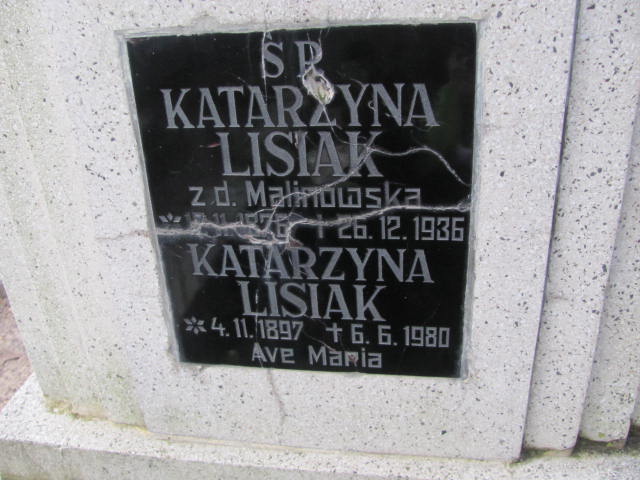 Ś P
KATARZYNA
LISIAK
z d. Malinowska
26. 12. 1936
KATARZYNA
LISIAK
4. 11. 1897 6. 6. 1980
Ave Maria